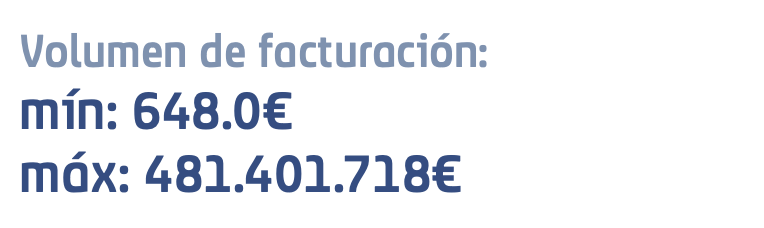 Volumen de facturación:
mín: 648.0€
máx: 481.401.718€